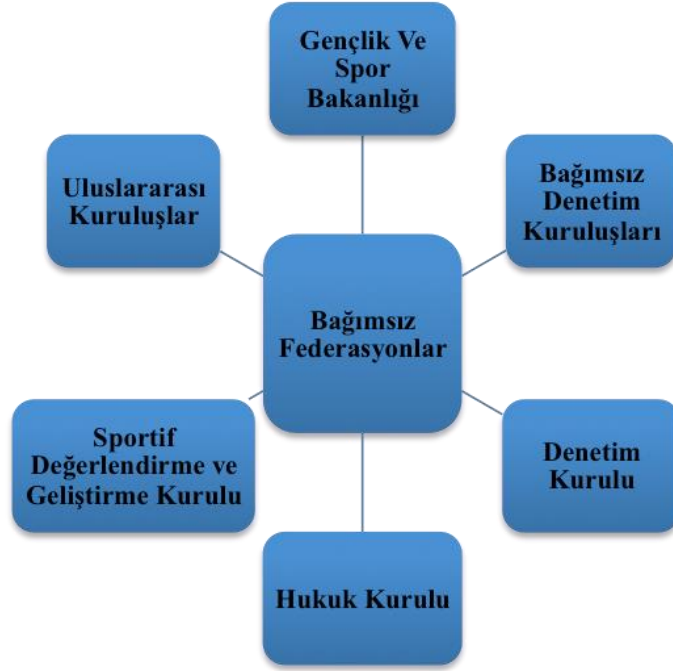 Gençlik Ve
Spor
Bakanlığı
Uluslararası
Kuruluşlar
Bağımsız
Denetim
Kuruluşları
Bağımsız
Federasyonlar
Sportif
Değerlendirme ve
Geliştirme Kurulu
Denetim
Kurulu
Hukuk Kurulu